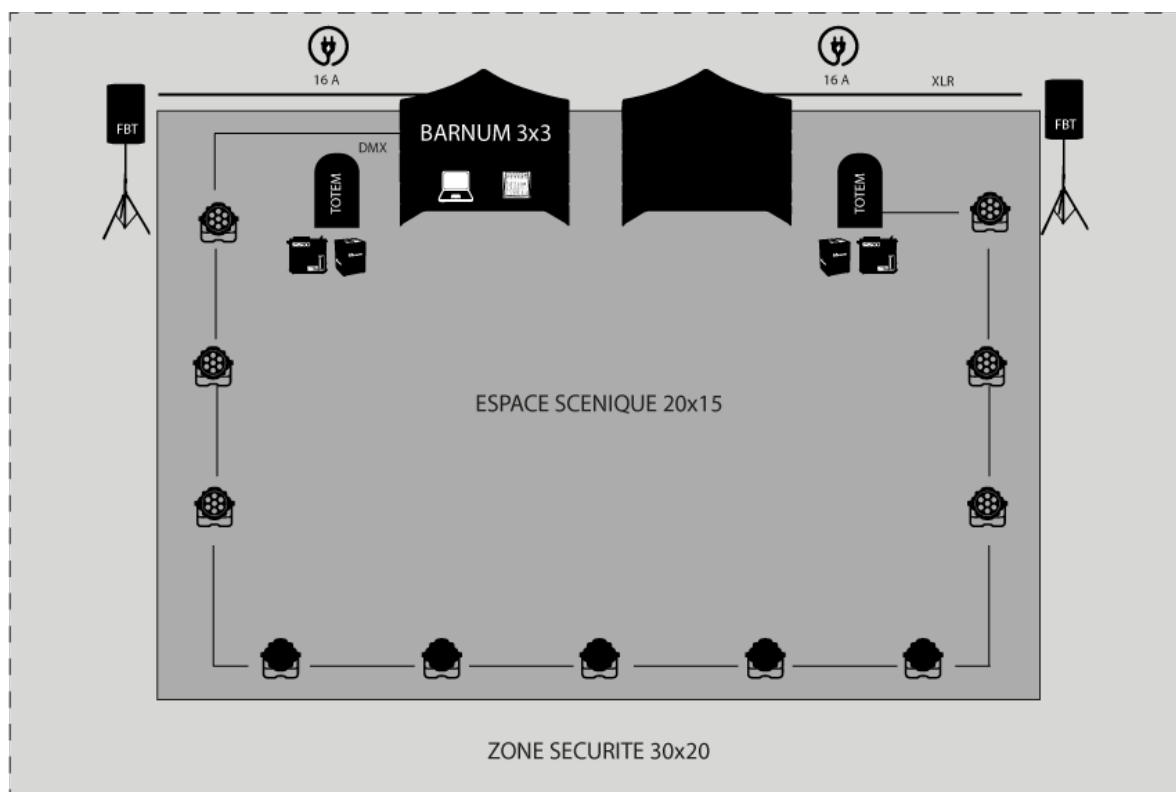 16 A
16 A
XLR
FBT
FBT
BARNUM 3x3
DMX
TOTEM
TOTEM
ESPACE SCENIQUE 20x15
ZONE SECURITE 30x20